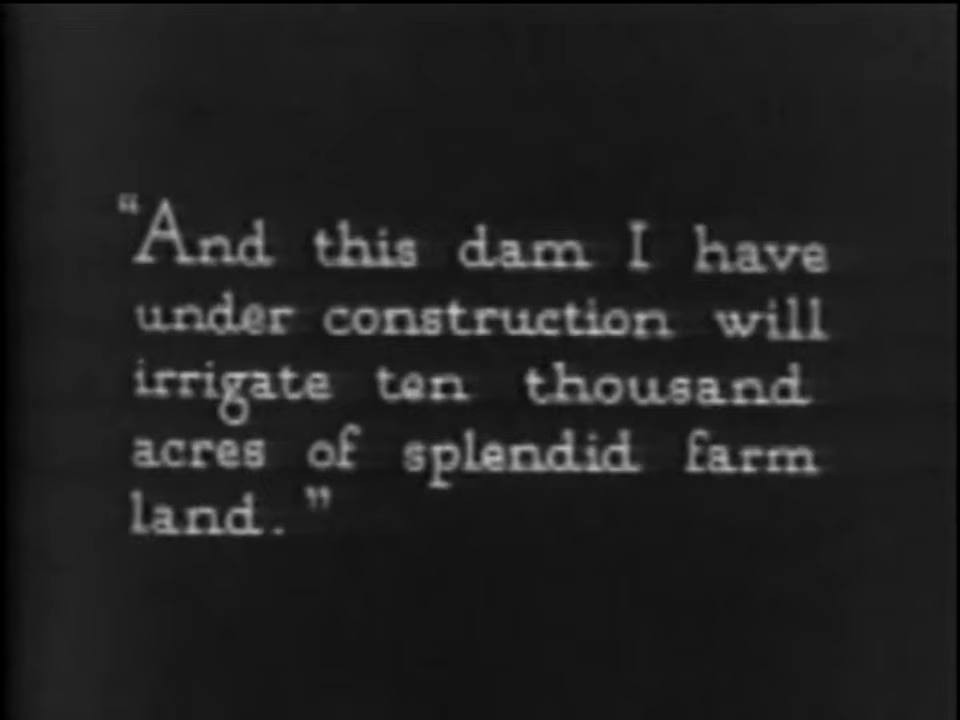 “And this dam I have
under construction will
irrigate ten thousand
acres of splendid farm
land.”